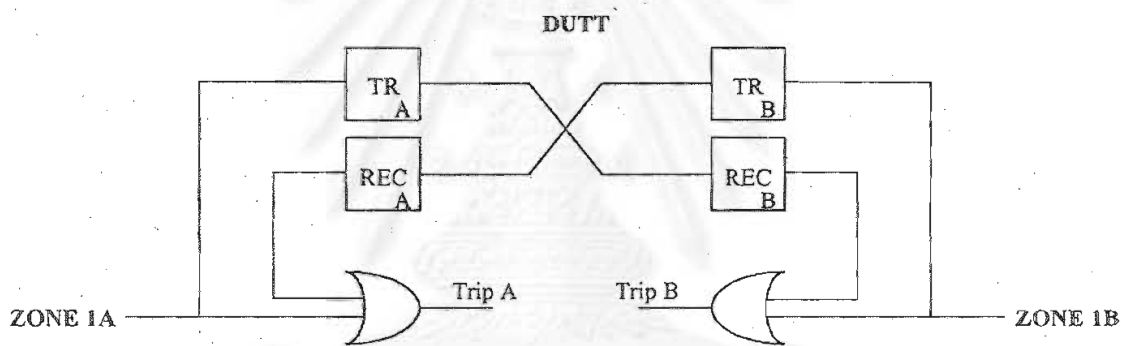 DUTT
TR
A
TR
B
REC
A
REC
B
Trip A
Trip B
ZONE 1A
ZONE 1B